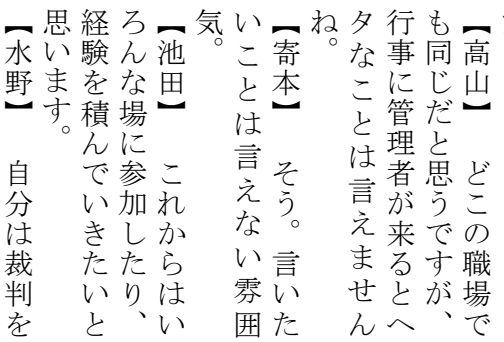 【高山】　どこの職場で
も同じだと思うですが、
行事に管理者が来るとヘ
タなことは言えません
ね。
【寄本】　そう。言いた
いことは言えない雰囲
気。
【池田】　これからはい
ろんな場に参加したり、
経験を積んでいきたいと
思います。
【水野】　自分は裁判を